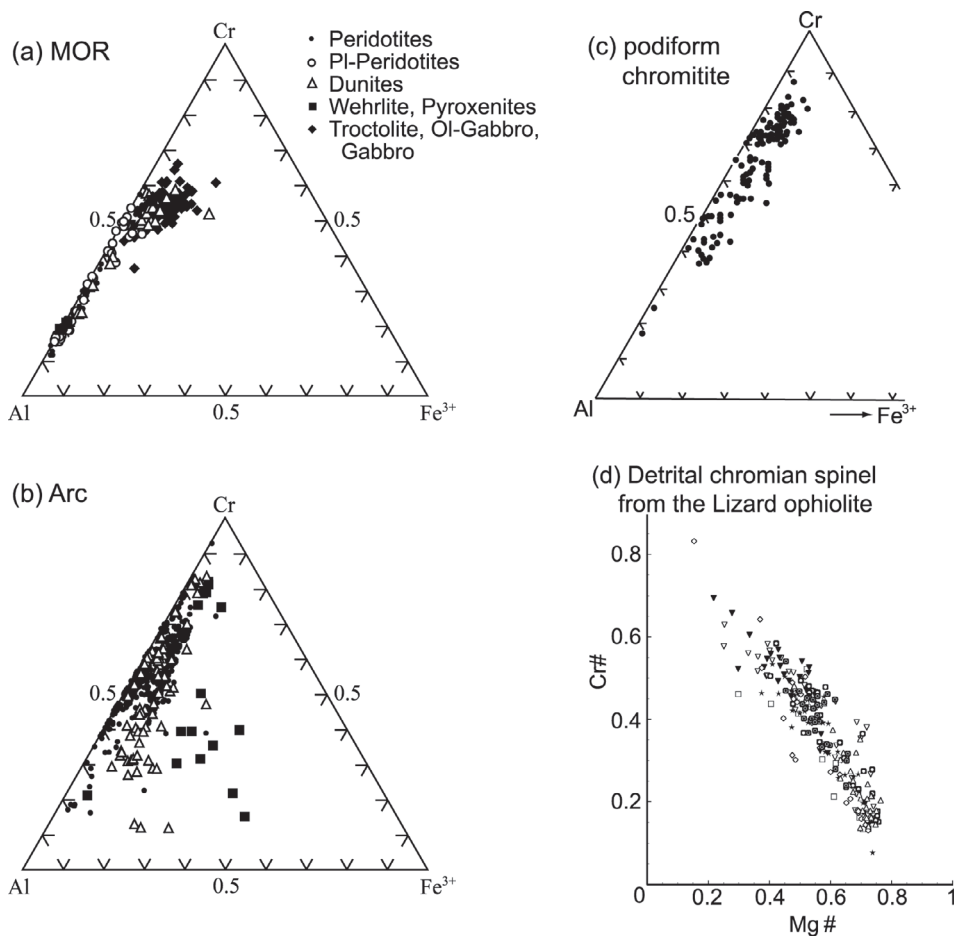 (a) MOR
Cr
Peridotites
Pl-Peridotites
Dunites
Wehrlite, Pyroxenites
Troctolite, Ol-Gabbro,
Gabbro
0.5
0.5
Al
0.5
Fe3+
(c) podiform
chromitite
Cr
0.5
Al
Fe3+
(b) Arc
Cr
0.5
0.5
Al
0.5
Fe3+
(d) Detrital chromian spinel
from the Lizard ophiolite
0.8
0.6
Cr#
0.4
0.2
0
0.2
0.4
0.6
0.8
1
Mg #